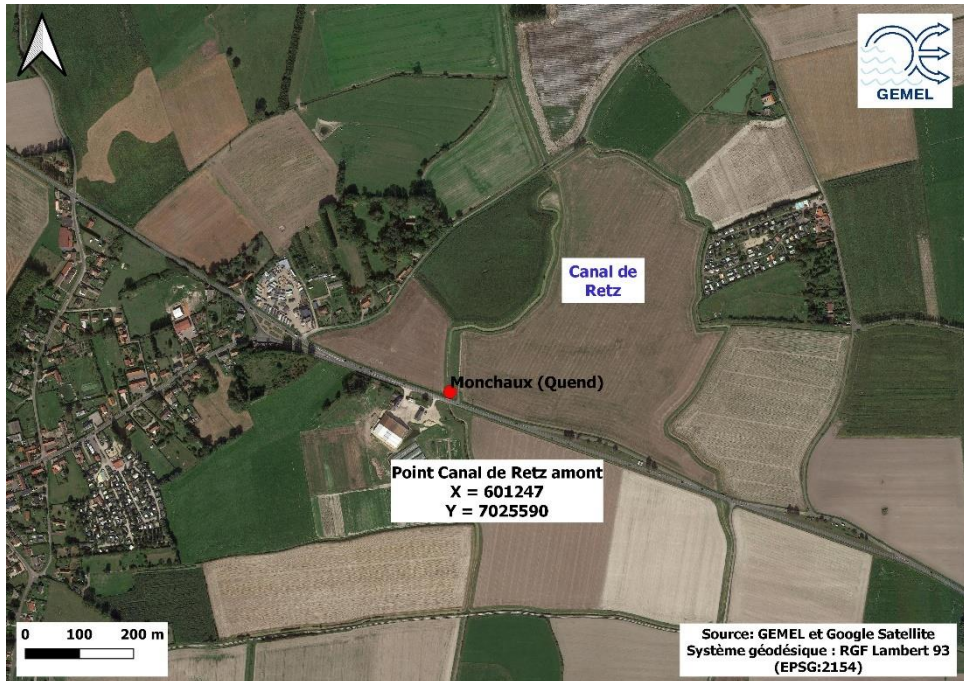 GEMEL
Canal de
Retz
Monchaux (Quend)
Point Canal de Retz amont
X = 601247
Y = 7025590
0 100 200 m
Source: GEMEL et Google Satellite
Système géodésique : RGF Lambert 93
(EPSG:2154)